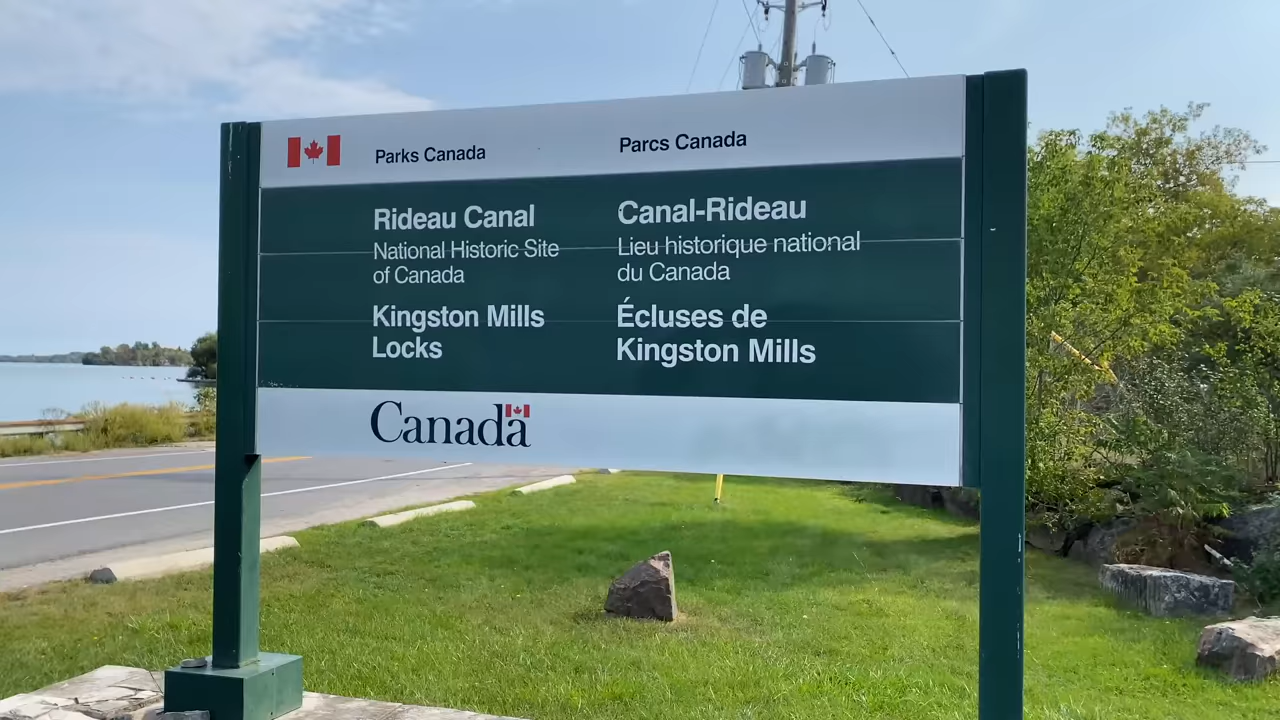 Parks Canada
Parcs Canada
Rideau Canal
National Historic Site
of Canada
Kingston Mills
Locks
Canal-Rideau
Lieu historique national
du Canada
Écluses de
Kingston Mills
Canada